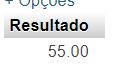 + Opções
Resultado
55.00